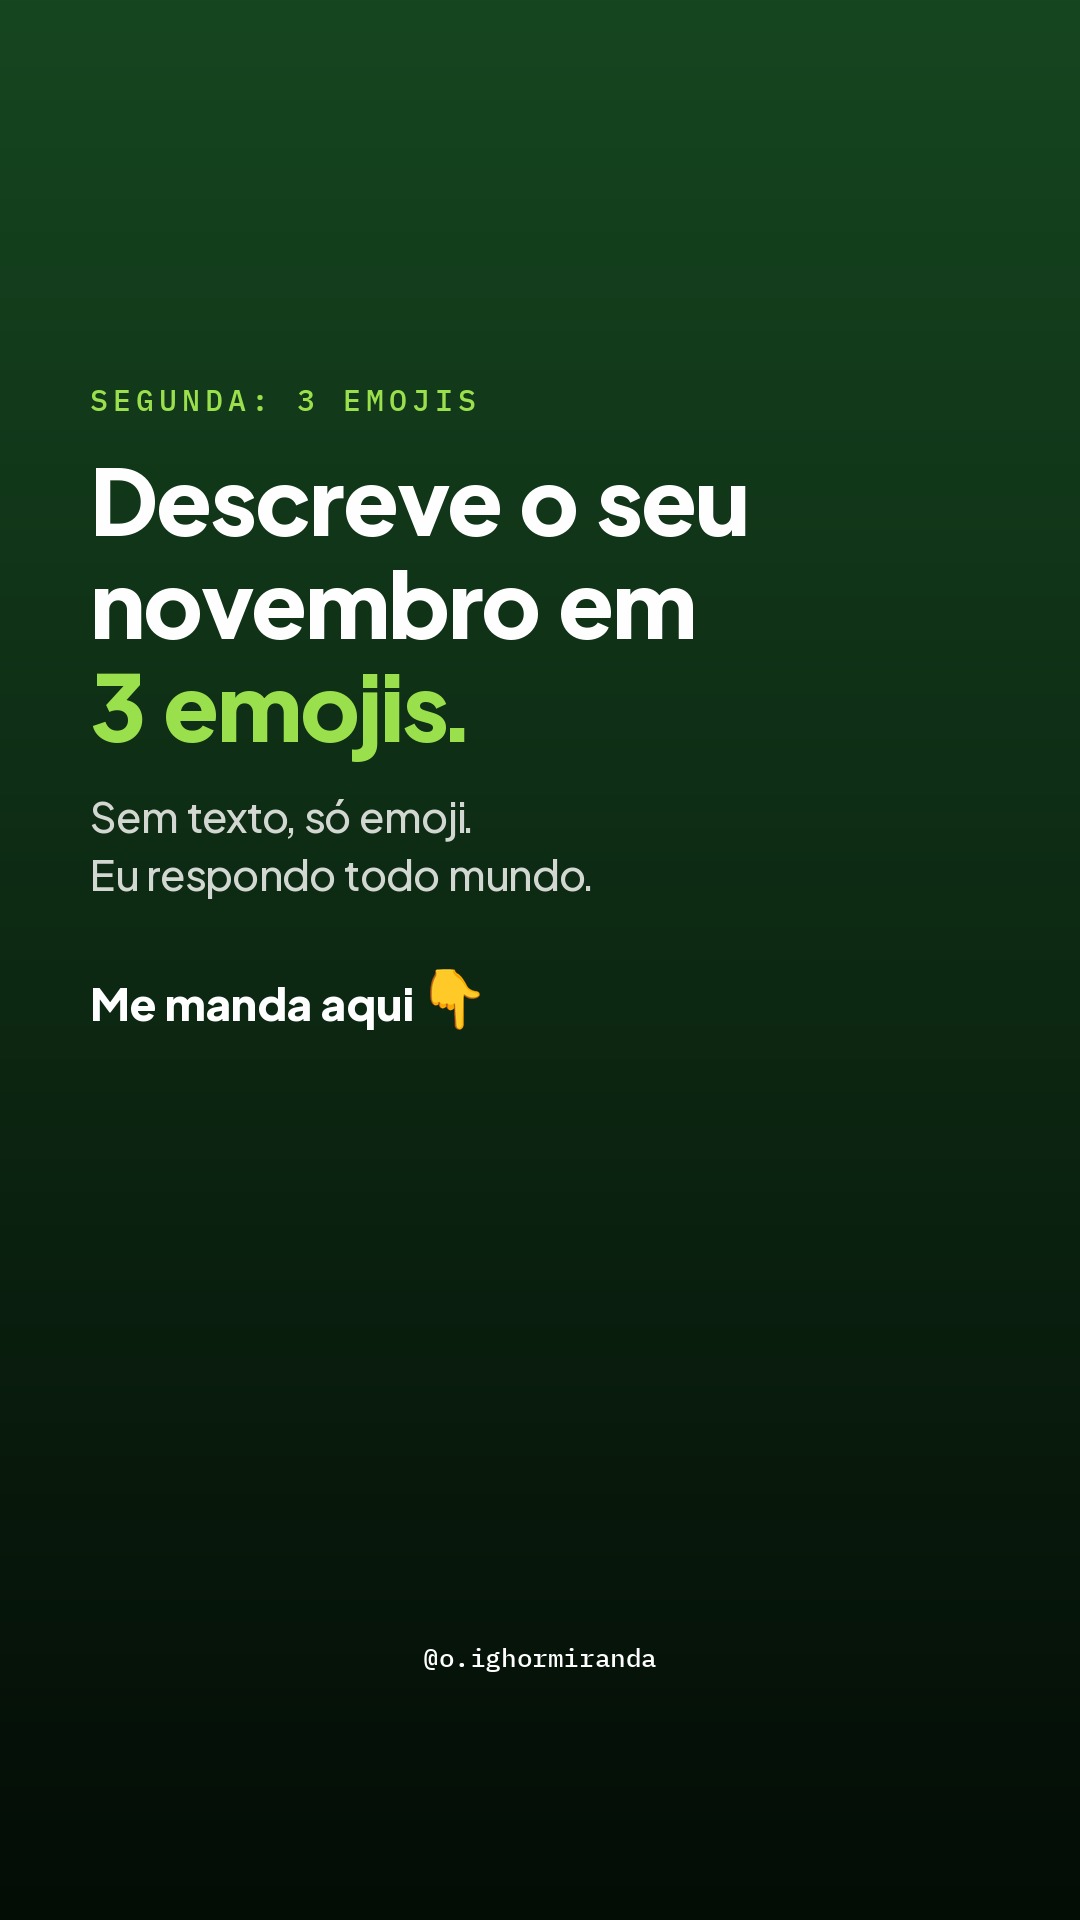 SEGUNDA: 3 EMOJIS
Descreve o seu
novembro em
3 emojis.
Sem texto, só emoji.
Eu respondo todo mundo.
Me manda aqui 👇
@o.ighormiranda